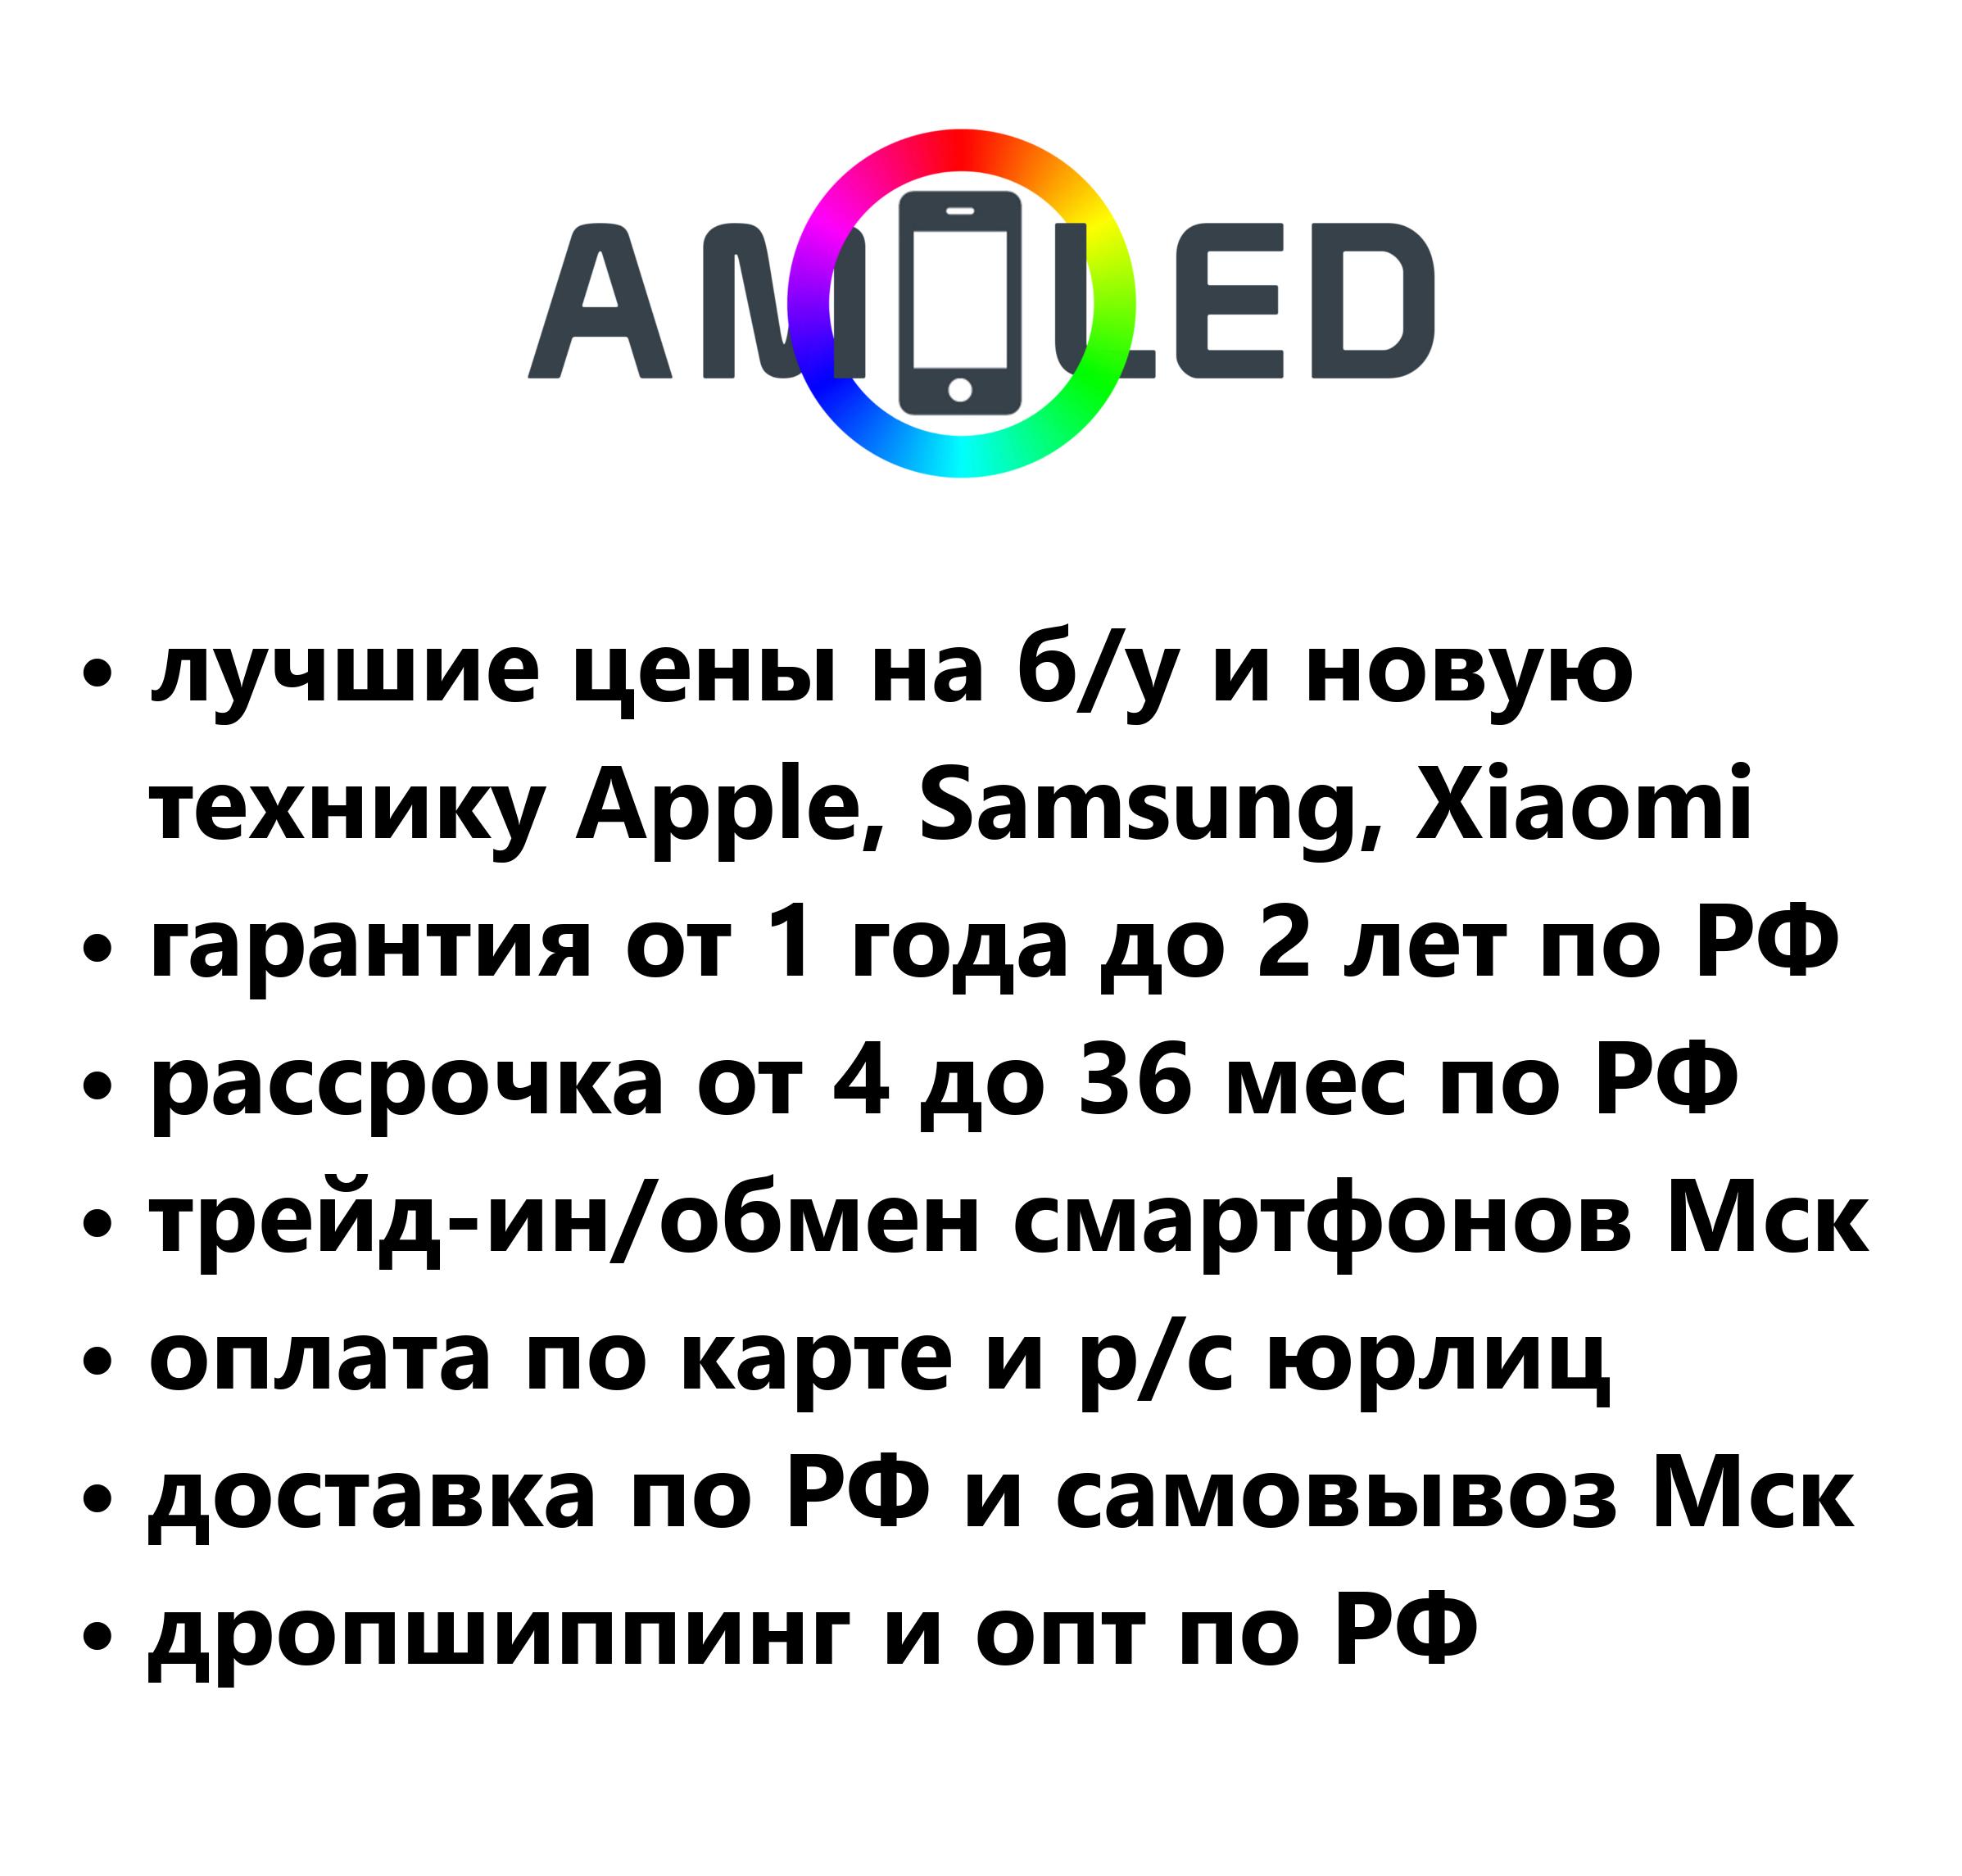 AMOLED
• лучшие цены на б/у и новую
технику Apple, Samsung, Xiaomi
• гарантия от 1 года до 2 лет по РФ
• рассрочка от 4 до 36 мес по РФ
• трейд-ин/обмен смартфонов Мск
• оплата по карте и р/с юрлиц
• доставка по РФ и самовывоз Мск
• дропшиппинг и опт по РФ